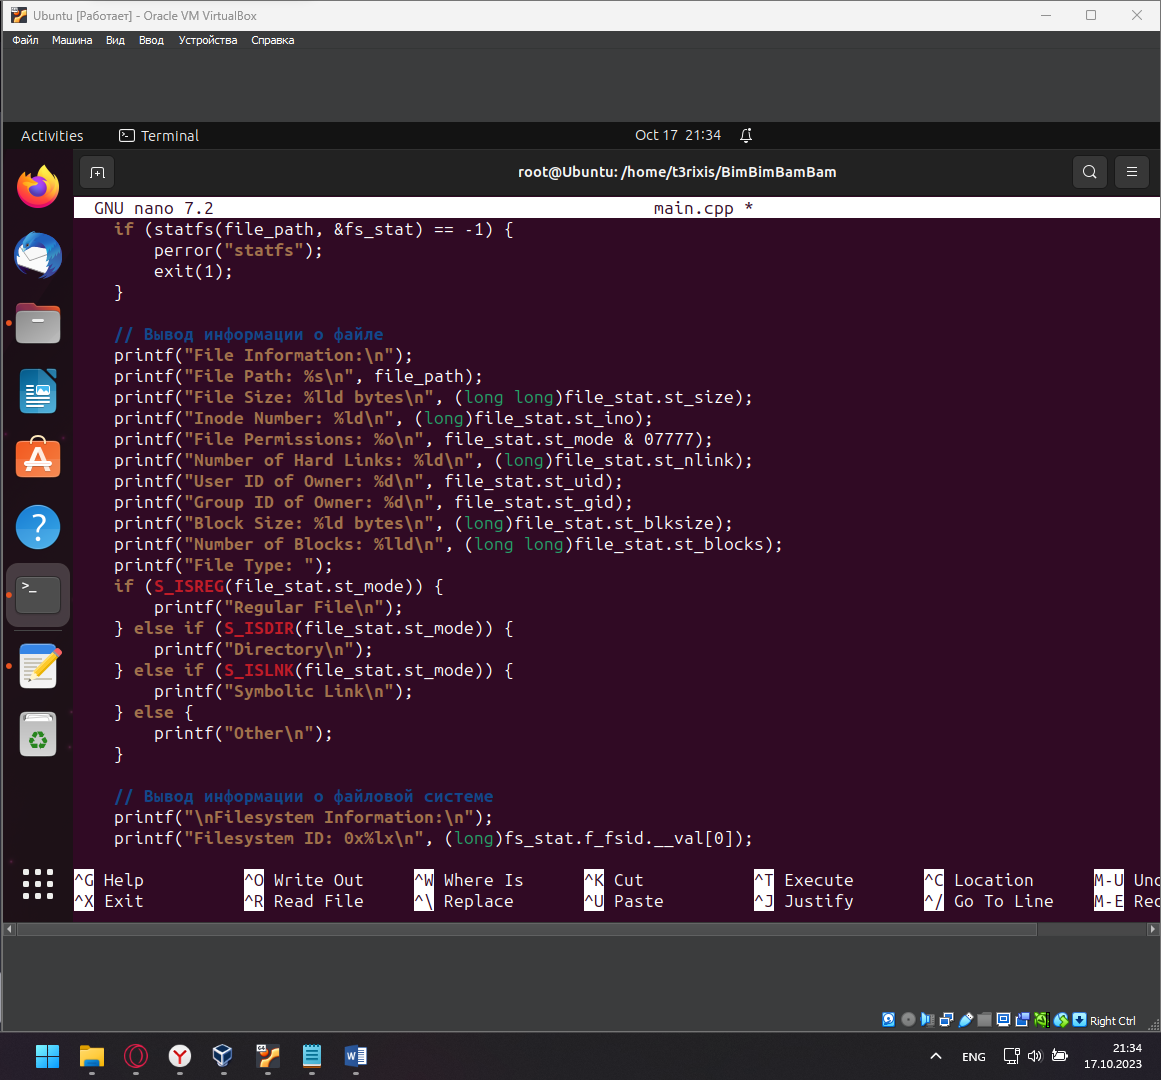 Ubuntu [Работает] - Oracle VM VirtualBox
Файл Машина Вид Ввод Устройства Справка
Activities Terminal Oct 17 21:34
root@Ubuntu: /home/t3rixis/BimBimBamBam
GNU nano 7.2 main.cpp *
if (statfs(file_path, &fs_stat) == -1) {
perror("statfs");
exit(1);
}
// Вывод информации о файле
printf("File Information:\n");
printf("File Path: %s\n", file_path);
printf("File Size: %lld bytes\n", (long long)file_stat.st_size);
printf("Inode Number: %ld\n", (long)file_stat.st_ino);
printf("File Permissions: %o\n", file_stat.st_mode & 07777);
printf("Number of Hard Links: %ld\n", (long)file_stat.st_nlink);
printf("User ID of Owner: %d\n", file_stat.st_uid);
printf("Group ID of Owner: %d\n", file_stat.st_gid);
printf("Block Size: %ld bytes\n", (long)file_stat.st_blksize);
printf("Number of Blocks: %lld\n", (long long)file_stat.st_blocks);
printf("File Type: ");
if (S_ISREG(file_stat.st_mode)) {
printf("Regular File\n");
} else if (S_ISDIR(file_stat.st_mode)) {
printf("Directory\n");
} else if (S_ISLNK(file_stat.st_mode)) {
printf("Symbolic Link\n");
} else {
printf("Other\n");
}
// Вывод информации о файловой системе
printf("\nFilesystem Information:\n");
printf("Filesystem ID: 0x%lx\n", (long)fs_stat.f_fsid.__val[0]);
^G Help ^O Write Out ^W Where Is ^K Cut ^T Execute ^C Location M-U Und
^X Exit ^R Read File ^\ Replace ^U Paste ^J Justify ^/ Go To Line M-E Red
Right Ctrl
ENG
21:34
17.10.2023